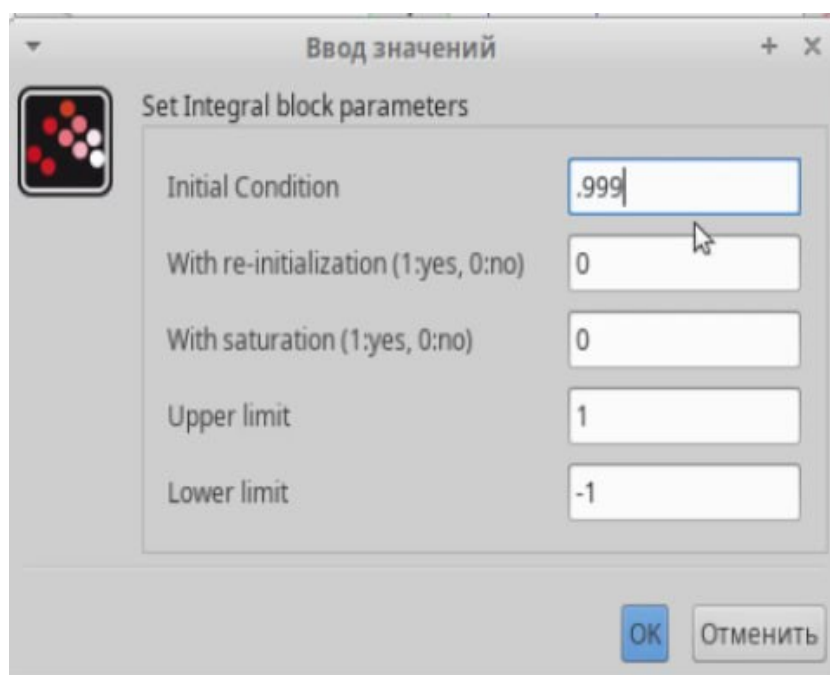 Ввод значений
Set Integral block parameters
Initial Condition .999
With re-initialization (1:yes, 0:no) 0
With saturation (1:yes, 0:no) 0
Upper limit 1
Lower limit -1
OK Отменить